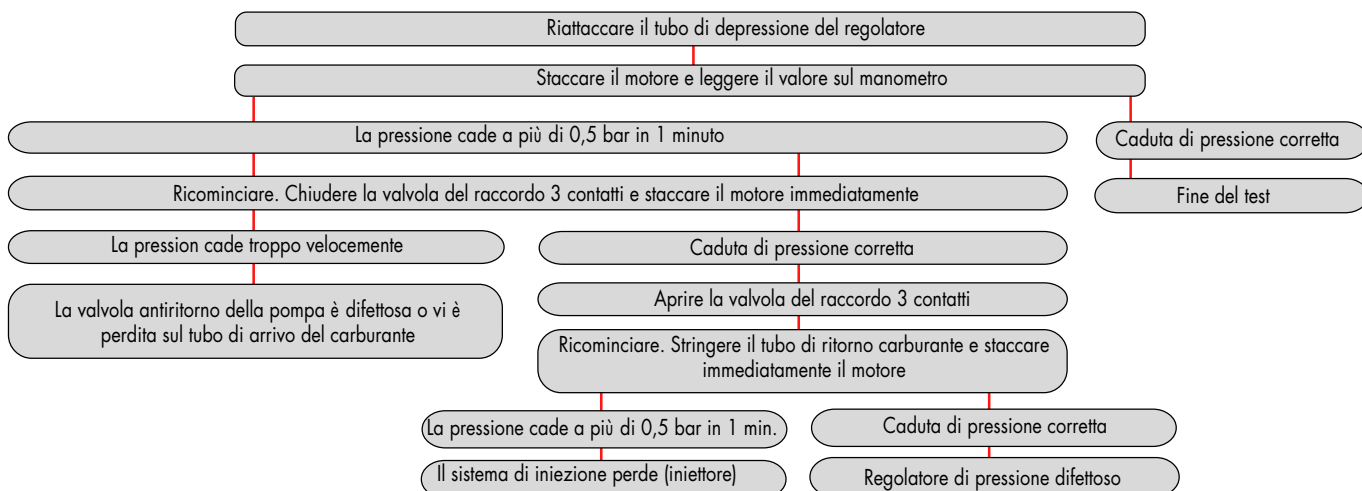 Riattaccare il tubo di depressione del regolatore
Staccare il motore e leggere il valore sul manometro
La pressione cade a più di 0,5 bar in 1 minuto
Caduta di pressione corretta
Ricominciare. Chiudere la valvola del raccordo 3 contatti e staccare il motore immediatamente
Fine del test
La pression cade troppo velocemente
Caduta di pressione corretta
La valvola antiritorno della pompa è difettosa o vi è
perdita sul tubo di arrivo del carburante
Aprire la valvola del raccordo 3 contatti
Ricominciare. Stringere il tubo di ritorno carburante e staccare
immediatamente il motore
La pressione cade a più di 0,5 bar in 1 min.
Caduta di pressione corretta
Il sistema di iniezione perde (iniettore)
Regolatore di pressione difettoso